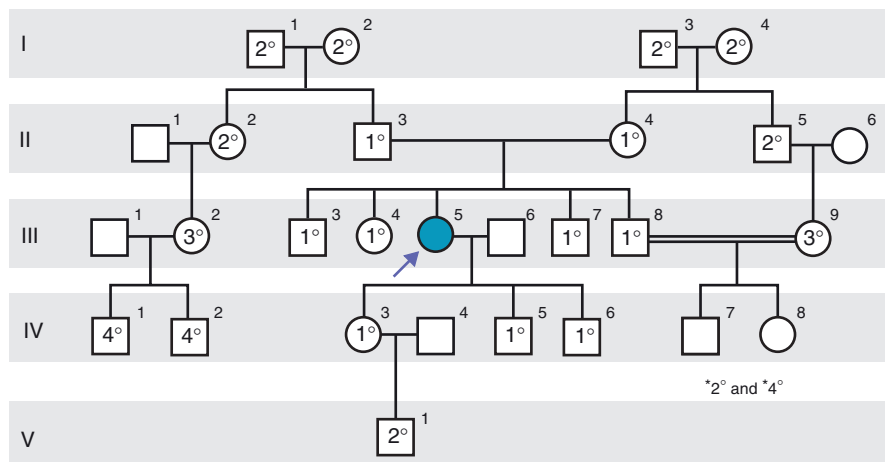 I
1 2 3 4
2° 2° 2° 2°
II
1 2 3 4 5 6
2° 1° 1° 2°
III
1 2 3 4 5 6 7 8 9
3° 1° 1° 1° 1° 3°
IV
1 2 3 4 5 6 7 8
4° 4° 1° 1° 1°
*2° and *4°
V
1
2°